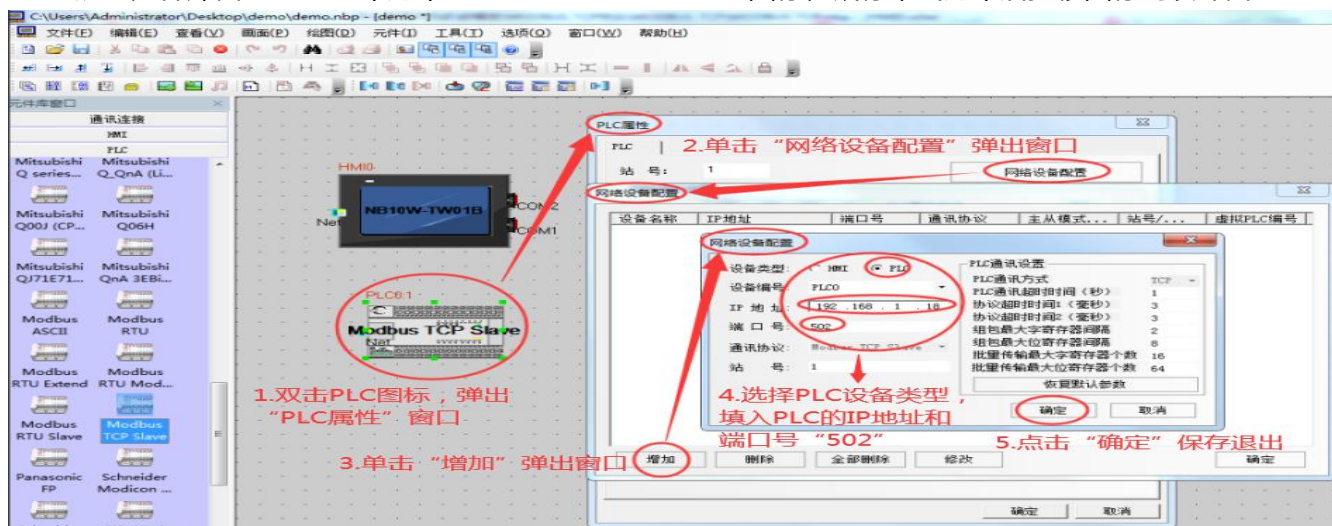 C:\Users\Administrator\Desktop\demo\demo.nbp - [demo *]
文件(F) 编辑(E) 查看(V) 画面(P) 绘图(D) 元件(I) 工具(T) 选项(O) 窗口(W) 帮助(H)
元件库窗口
通讯连接
HMI
PLC
Mitsubishi Q series...
Mitsubishi Q_QnA (Li...
Mitsubishi Q00J (CP...
Mitsubishi Q06H
Mitsubishi QJ71E71...
Mitsubishi QnA 3EBi...
Modbus ASCII
Modbus RTU
Modbus RTU Extend
Modbus RTU Mod...
Modbus RTU Slave
Modbus TCP Slave
Panasonic FP
Schneider Modicon ...
HMI0
NB10W-TW01B
Net
COM2
COM1
PLC0:1
Modbus TCP Slave
Net
1.双击PLC图标，弹出
“PLC属性”窗口
PLC属性
PLC
2.单击“网络设备配置”弹出窗口
站 号: 1
网络设备配置
网络设备配置
设备名称 IP地址 端口号 通讯协议 主从模式... 站号/... 虚拟PLC编号
网络设备配置
设备类型: HMI PLC
设备编号: PLC0
IP 地 址: 192 .168 . 1 . 18
端 口 号: 502
通讯协议: Modbus TCP Slave
站 号: 1
PLC通讯设置
PLC通讯方式 TCP
PLC通讯超时时间（秒） 1
协议超时时间1（毫秒） 3
协议超时时间2（毫秒） 3
组包最大字寄存器间隔 2
组包最大位寄存器间隔 8
批量传输最大字寄存器个数 16
批量传输最大位寄存器个数 64
恢复默认参数
确定 取消
4.选择PLC设备类型，
填入PLC的IP地址和
端口号“502”
5.点击“确定”保存退出
3.单击“增加”弹出窗口
增加 删除 全部删除 修改 确定
确定 取消